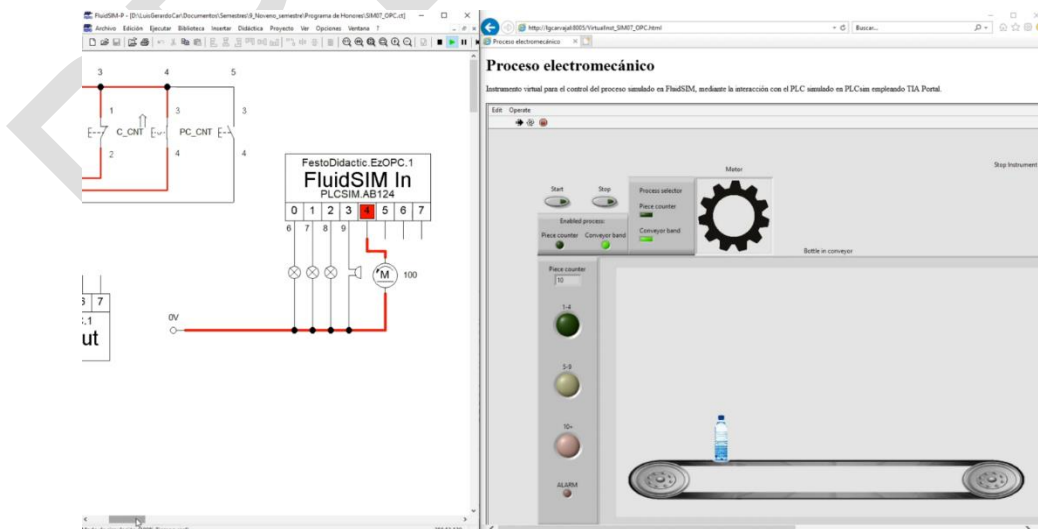 FluidSIM-P - [D:\LuisGerardoCar\Documentos\Semestres\9_Noveno_semestre\Programa de Honores\SIM07_OPC.ct]
Archivo Edición Ejecutar Biblioteca Insertar Didáctica Proyecto Ver Opciones Ventana ?
3 4 5
1 3 3
C_CNT PC_CNT
2 4 4
FestoDidactic.EzOPC.1
FluidSIM In
PLCSIM.AB124
0 1 2 3 4 5 6 7
6 7 8 9
M 100
7
.1
ut
0V
http://lgcarvajal:8003/VirtualInst_SIM07_OPC.html
Buscar...
Proceso electromecánico
Proceso electromecánico
Instrumento virtual para el control del proceso simulado en FluidSIM, mediante la interacción con el PLC simulado en PLCsim empleando TIA Portal.
Edit Operate
Stop Instrument
Motor
Start Stop Process selector
Piece counter
Enabled process:
Piece counter Conveyor band Conveyor band
Bottle in conveyor
Piece counter
10
1-4
5-9
10+
ALARM